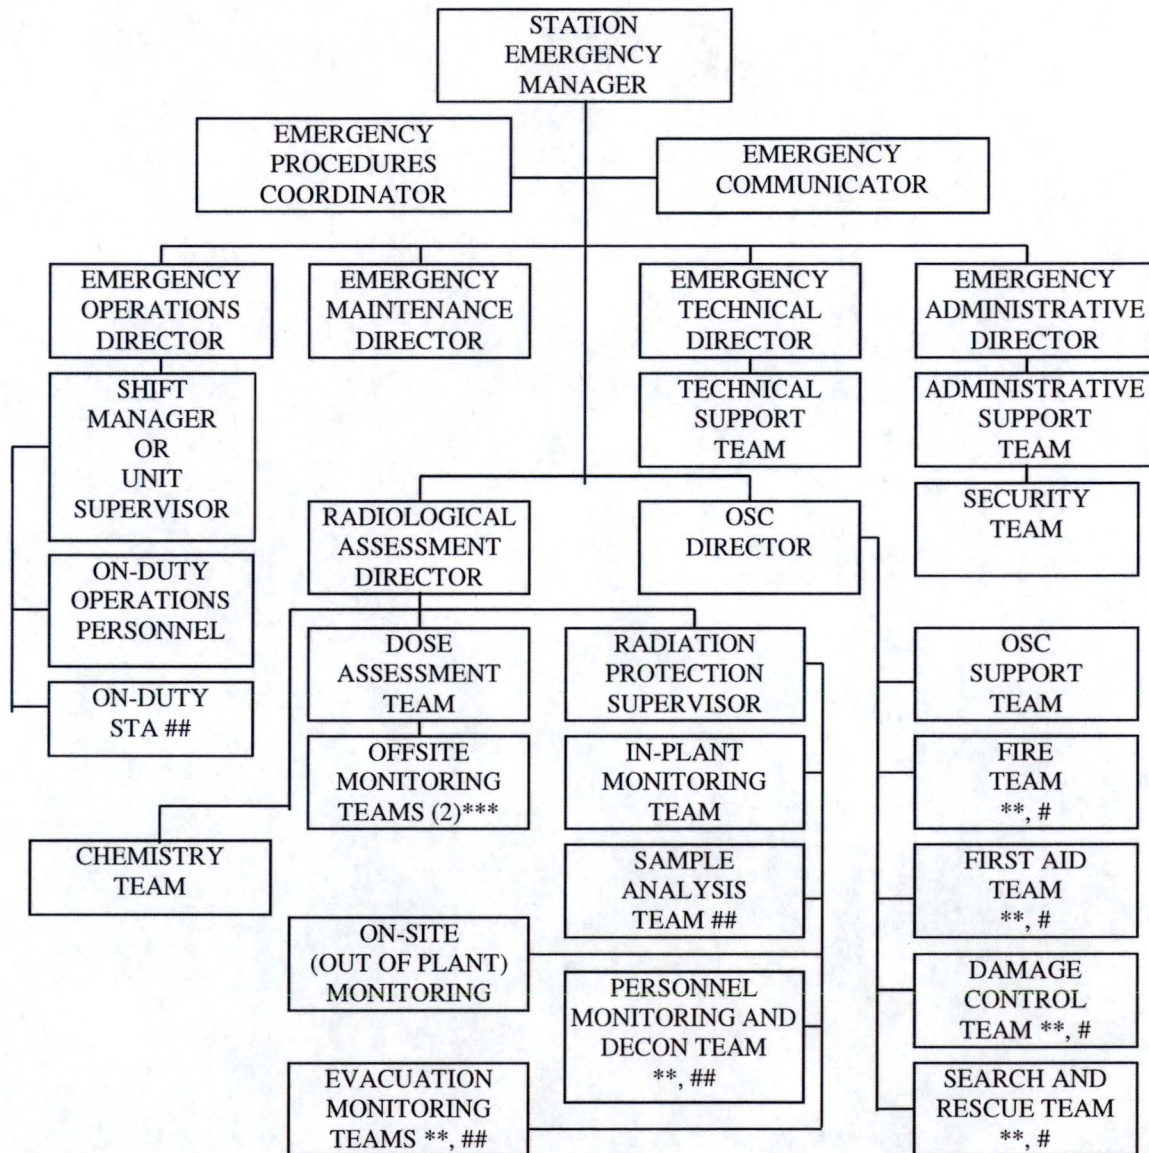 STATION
EMERGENCY
MANAGER
EMERGENCY
PROCEDURES
COORDINATOR
EMERGENCY
COMMUNICATOR
EMERGENCY
OPERATIONS
DIRECTOR
EMERGENCY
MAINTENANCE
DIRECTOR
EMERGENCY
TECHNICAL
DIRECTOR
EMERGENCY
ADMINISTRATIVE
DIRECTOR
SHIFT
MANAGER
OR
UNIT
SUPERVISOR
TECHNICAL
SUPPORT
TEAM
ADMINISTRATIVE
SUPPORT
TEAM
RADIOLOGICAL
ASSESSMENT
DIRECTOR
OSC
DIRECTOR
SECURITY
TEAM
ON-DUTY
OPERATIONS
PERSONNEL
ON-DUTY
STA ##
DOSE
ASSESSMENT
TEAM
RADIATION
PROTECTION
SUPERVISOR
OSC
SUPPORT
TEAM
OFFSITE
MONITORING
TEAMS (2)***
IN-PLANT
MONITORING
TEAM
FIRE
TEAM
**, #
CHEMISTRY
TEAM
SAMPLE
ANALYSIS
TEAM ##
FIRST AID
TEAM
**, #
ON-SITE
(OUT OF PLANT)
MONITORING
PERSONNEL
MONITORING AND
DECON TEAM
**, ##
DAMAGE
CONTROL
TEAM **, #
EVACUATION
MONITORING
TEAMS **, ##
SEARCH AND
RESCUE TEAM
**, #